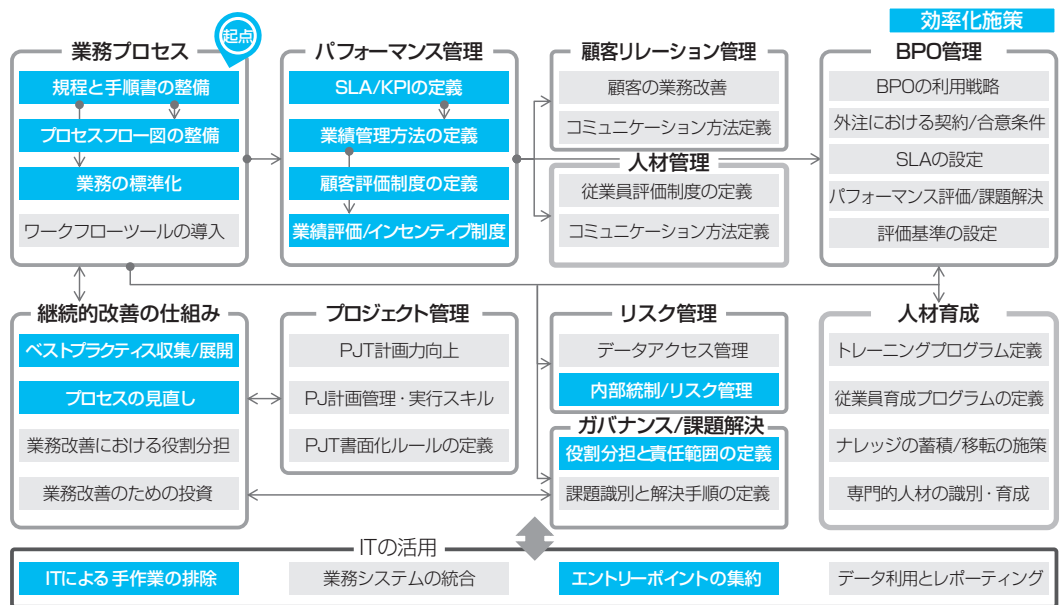 効率化施策
起点
業務プロセス
規程と手順書の整備
プロセスフロー図の整備
業務の標準化
ワークフローツールの導入
パフォーマンス管理
SLA/KPIの定義
業績管理方法の定義
顧客評価制度の定義
業績評価/インセンティブ制度
顧客リレーション管理
顧客の業務改善
コミュニケーション方法定義
人材管理
従業員評価制度の定義
コミュニケーション方法定義
BPO管理
BPOの利用戦略
外注における契約/合意条件
SLAの設定
パフォーマンス評価/課題解決
評価基準の設定
継続的改善の仕組み
ベストプラクティス収集/展開
プロセスの見直し
業務改善における役割分担
業務改善のための投資
プロジェクト管理
PJT計画力向上
PJ計画管理・実行スキル
PJT書面化ルールの定義
リスク管理
データアクセス管理
内部統制/リスク管理
ガバナンス/課題解決
役割分担と責任範囲の定義
課題識別と解決手順の定義
人材育成
トレーニングプログラム定義
従業員育成プログラムの定義
ナレッジの蓄積/移転の施策
専門的人材の識別・育成
ITの活用
ITによる手作業の排除
業務システムの統合
エントリーポイントの集約
データ利用とレポーティング